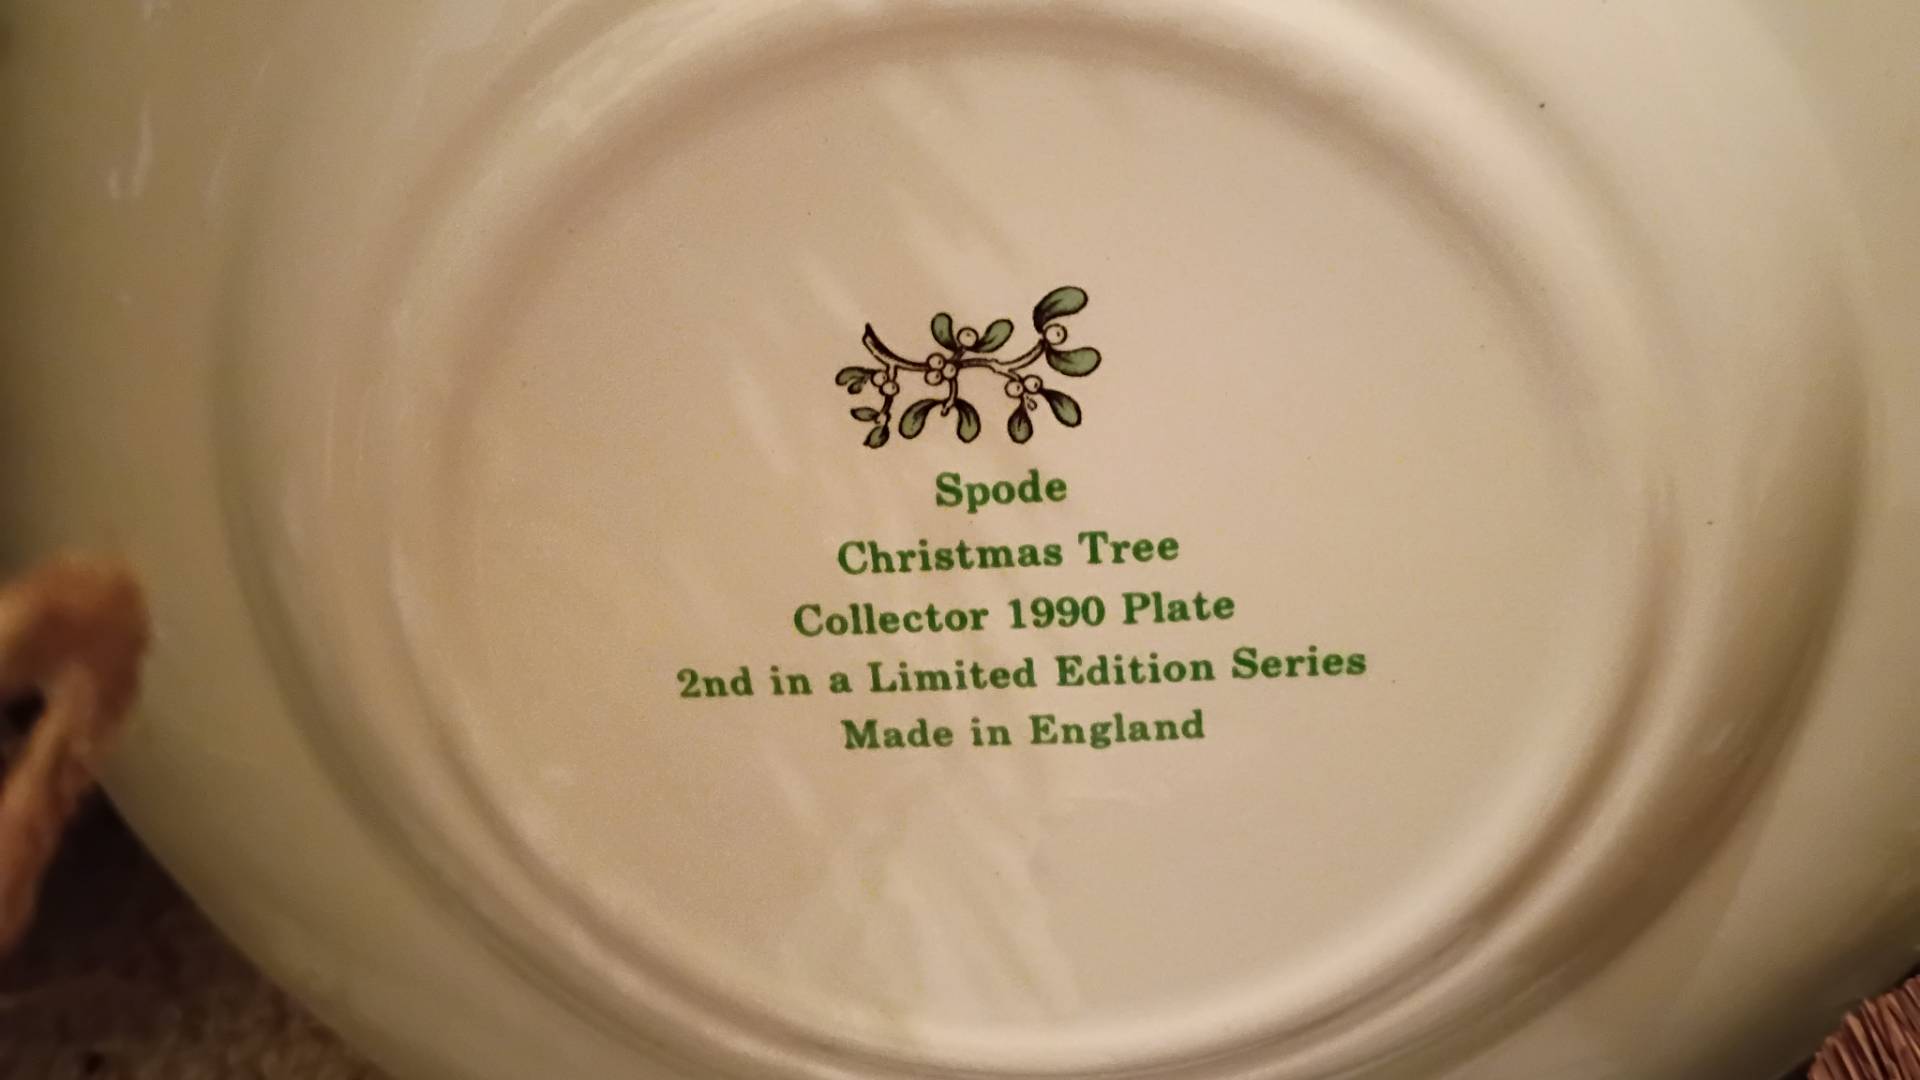 Spode
Christmas Tree
Collector 1990 Plate
2nd in a Limited Edition Series
Made in England